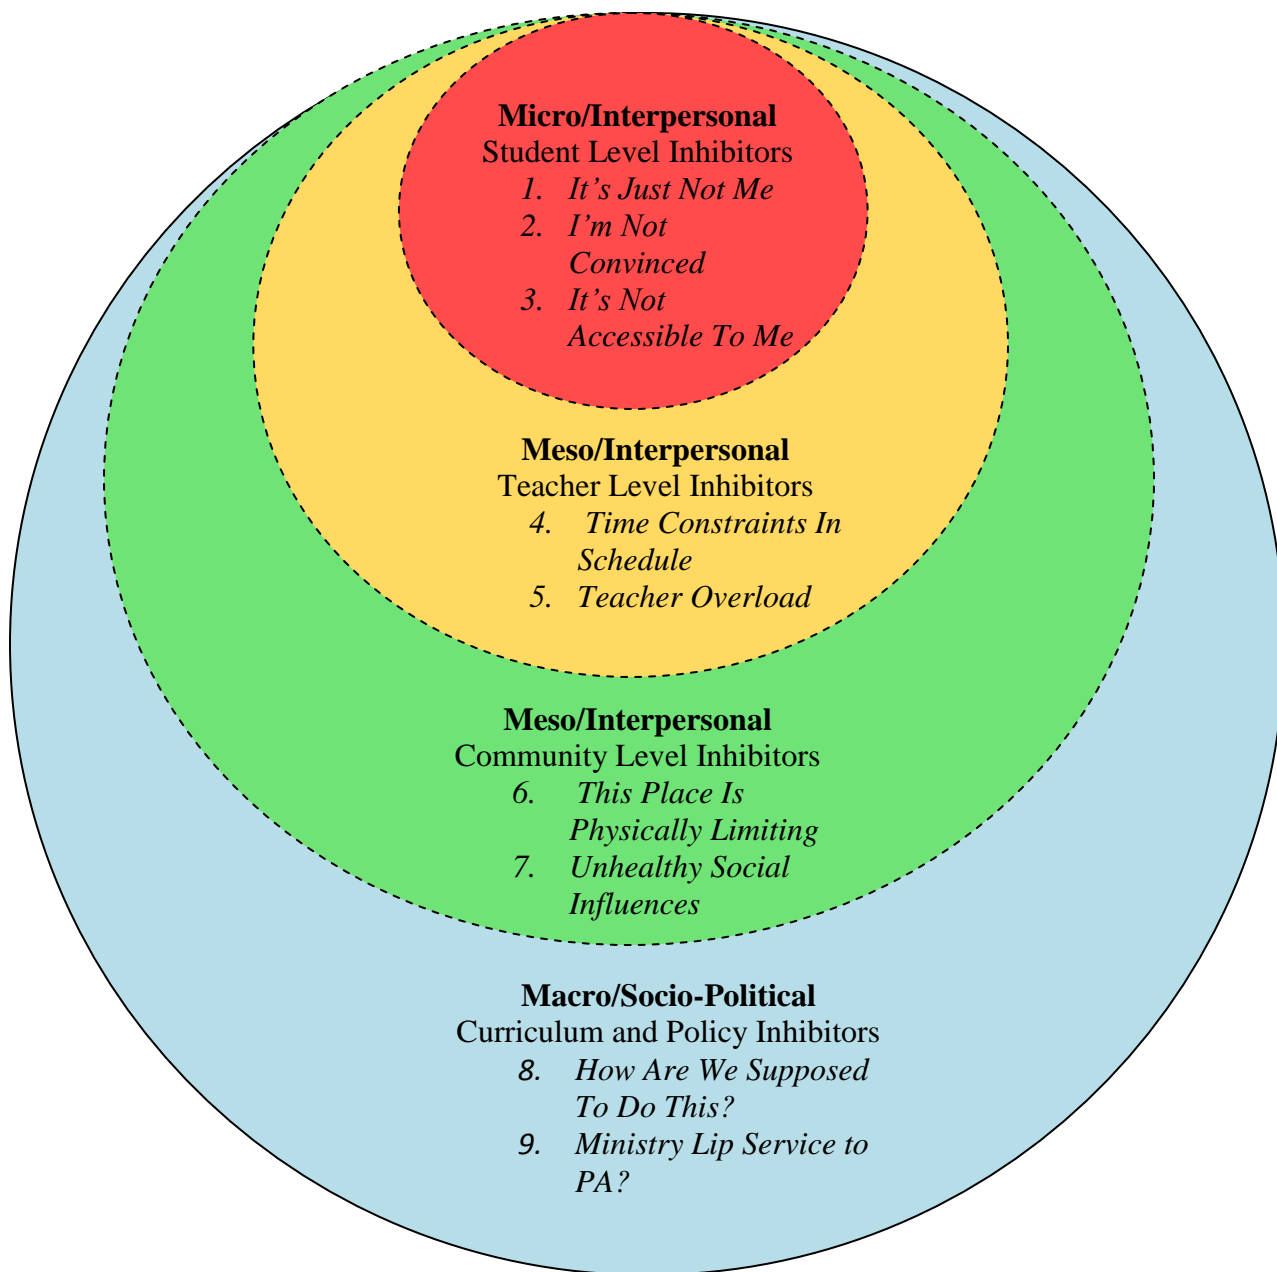 Micro/Interpersonal
Student Level Inhibitors
1. It’s Just Not Me
2. I’m Not
Convinced
3. It’s Not
Accessible To Me
Meso/Interpersonal
Teacher Level Inhibitors
4. Time Constraints In
Schedule
5. Teacher Overload
Meso/Interpersonal
Community Level Inhibitors
6. This Place Is
Physically Limiting
7. Unhealthy Social
Influences
Macro/Socio-Political
Curriculum and Policy Inhibitors
8. How Are We Supposed
To Do This?
9. Ministry Lip Service to
PA?